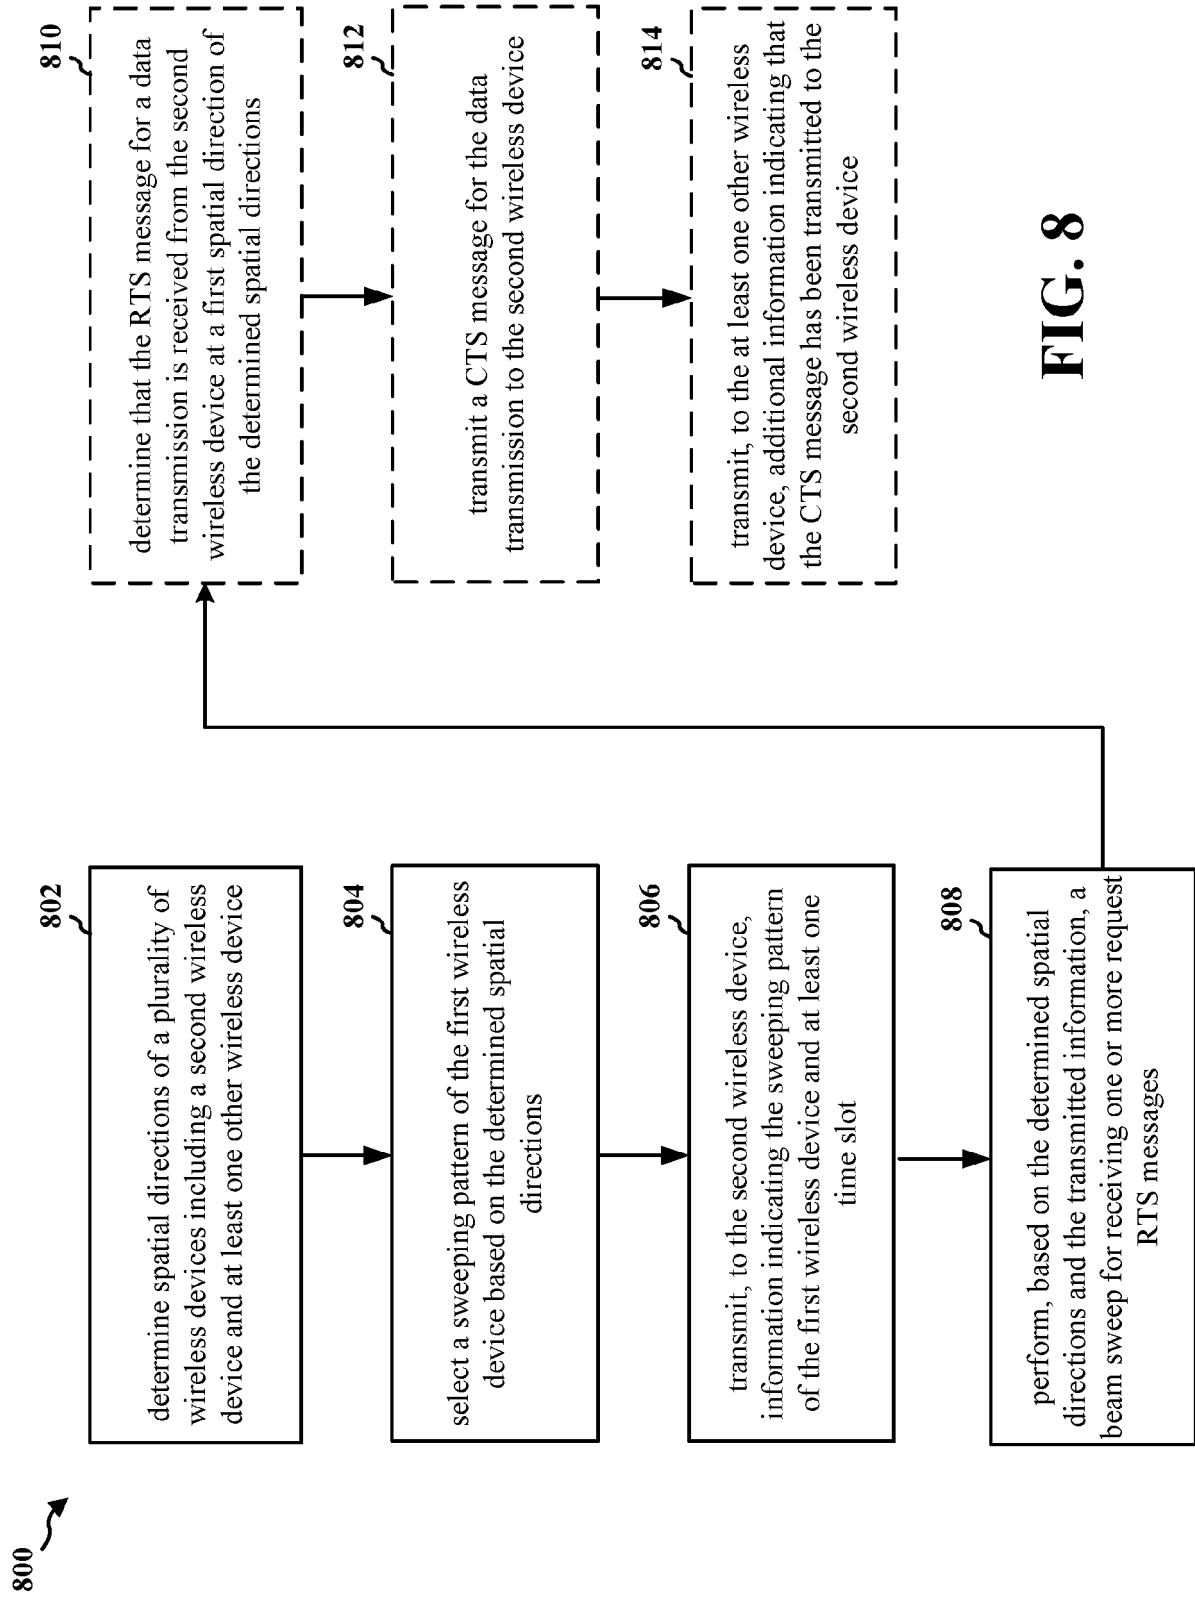 800
802
determine spatial directions of a plurality of
wireless devices including a second wireless
device and at least one other wireless device
804
select a sweeping pattern of the first wireless
device based on the determined spatial
directions
806
transmit, to the second wireless device,
information indicating the sweeping pattern
of the first wireless device and at least one
time slot
808
perform, based on the determined spatial
directions and the transmitted information, a
beam sweep for receiving one or more request
RTS messages
810
determine that the RTS message for a data
transmission is received from the second
wireless device at a first spatial direction of
the determined spatial directions
812
transmit a CTS message for the data
transmission to the second wireless device
814
transmit, to the at least one other wireless
device, additional information indicating that
the CTS message has been transmitted to the
second wireless device
FIG. 8